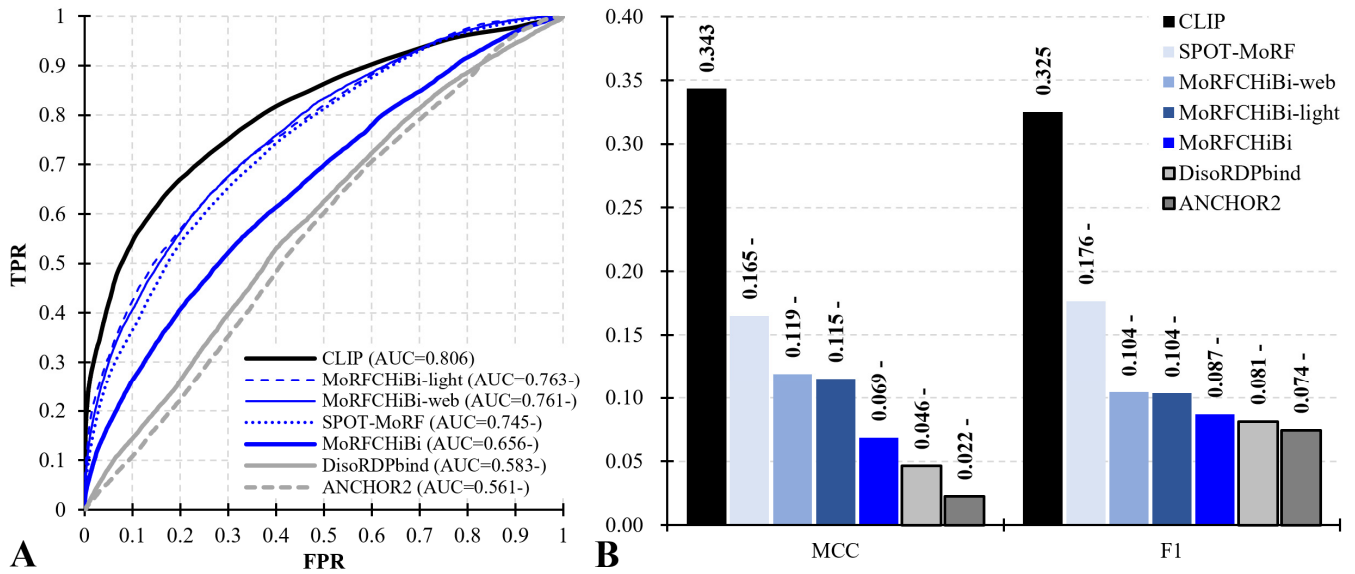 1
0.9
0.8
0.7
0.6
0.5
0.4
0.3
0.2
0.1
0
TPR
CLIP (AUC=0.806)
MoRFCHiBi-light (AUC=0.763-)
MoRFCHiBi-web (AUC=0.761-)
SPOT-MoRF (AUC=0.745-)
MoRFCHiBi (AUC=0.656-)
DisoRDPbind (AUC=0.583-)
ANCHOR2 (AUC=0.561-)
0 0.1 0.2 0.3 0.4 0.5 0.6 0.7 0.8 0.9 1
FPR
A
0.40
0.35
0.30
0.25
0.20
0.15
0.10
0.05
0.00
0.343
0.165 -
0.119 -
0.115 -
0.069 -
0.046 -
0.022 -
0.325
0.176 -
0.104 -
0.104 -
0.087 -
0.081 -
0.074 -
CLIP
SPOT-MoRF
MoRFCHiBi-web
MoRFCHiBi-light
MoRFCHiBi
DisoRDPbind
ANCHOR2
MCC F1
B